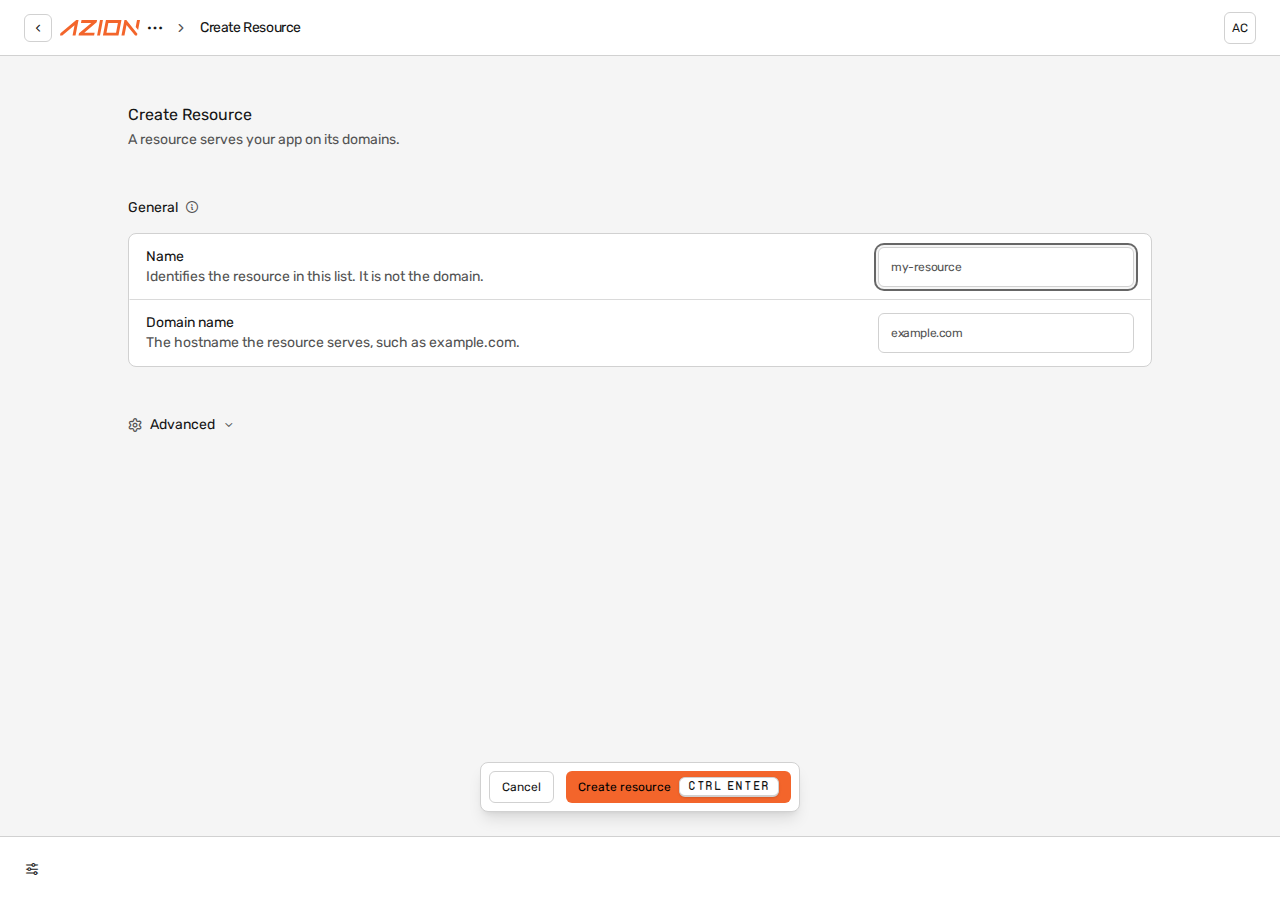 AZION
Create Resource
AC
Create Resource
A resource serves your app on its domains.
General
Name
Identifies the resource in this list. It is not the domain.
my-resource
Domain name
The hostname the resource serves, such as example.com.
example.com
Advanced
Cancel
Create resource
CTRL ENTER